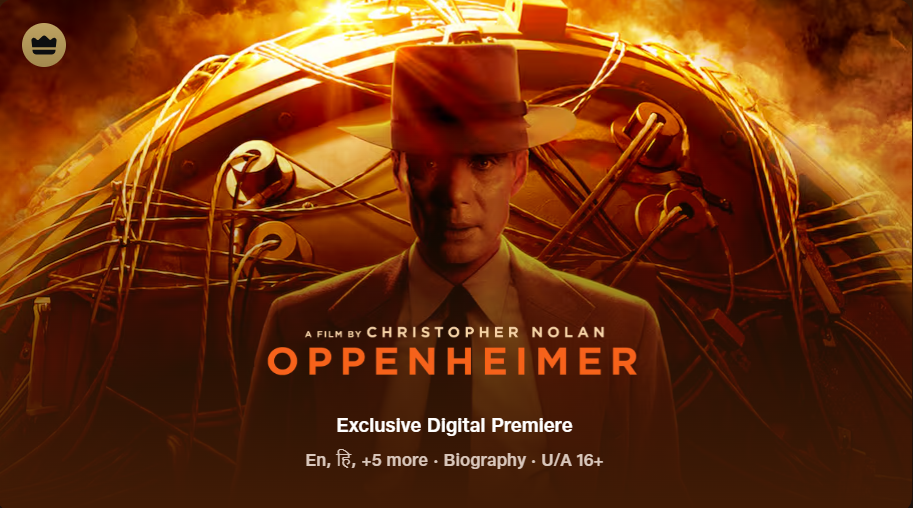 A FILM BY CHRISTOPHER NOLAN
OPPENHEIMER
Exclusive Digital Premiere
En, हि, +5 more · Biography · U/A 16+